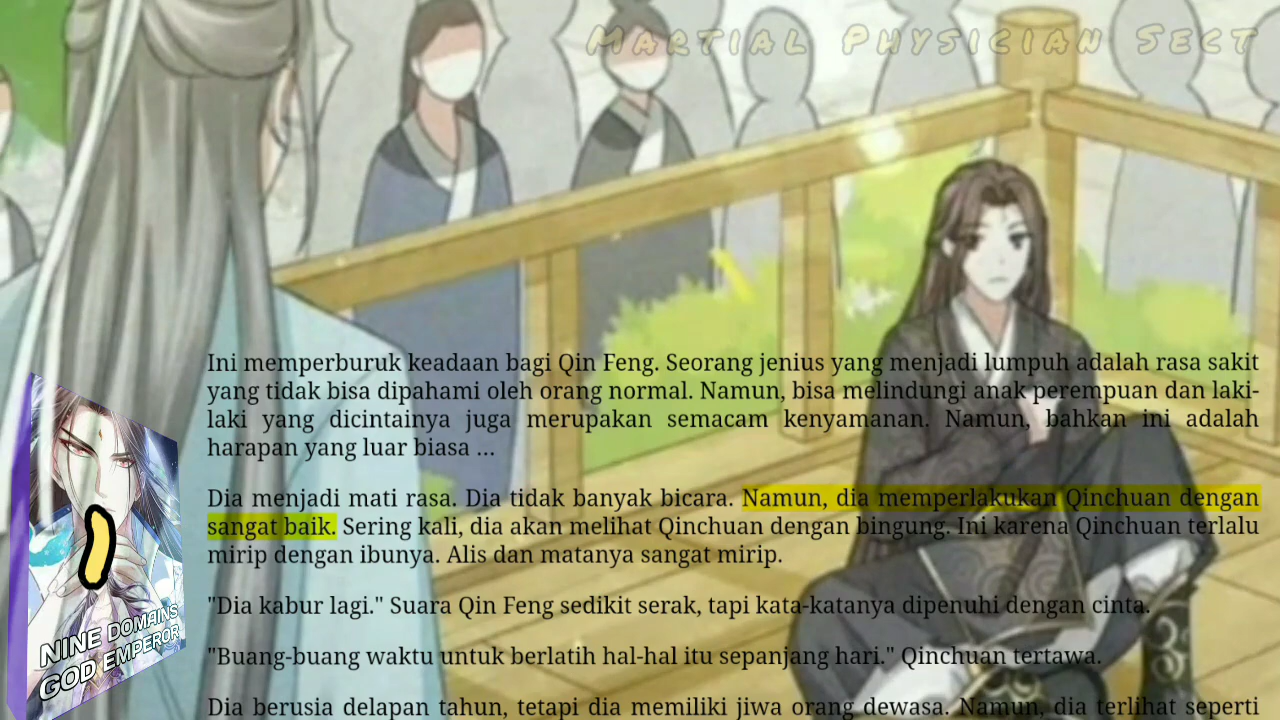 MARTIAL PHYSICIAN SECT
Ini memperburuk keadaan bagi Qin Feng. Seorang jenius yang menjadi lumpuh adalah rasa sakit
yang tidak bisa dipahami oleh orang normal. Namun, bisa melindungi anak perempuan dan laki-
laki yang dicintainya juga merupakan semacam kenyamanan. Namun, bahkan ini adalah
harapan yang luar biasa ...
Dia menjadi mati rasa. Dia tidak banyak bicara. Namun, dia memperlakukan Qinchuan dengan
sangat baik. Sering kali, dia akan melihat Qinchuan dengan bingung. Ini karena Qinchuan terlalu
mirip dengan ibunya. Alis dan matanya sangat mirip.
"Dia kabur lagi." Suara Qin Feng sedikit serak, tapi kata-katanya dipenuhi dengan cinta.
"Buang-buang waktu untuk berlatih hal-hal itu sepanjang hari." Qinchuan tertawa.
Dia berusia delapan tahun, tetapi dia memiliki jiwa orang dewasa. Namun, dia terlihat seperti
NINE DOMAINS
GOD EMPEROR